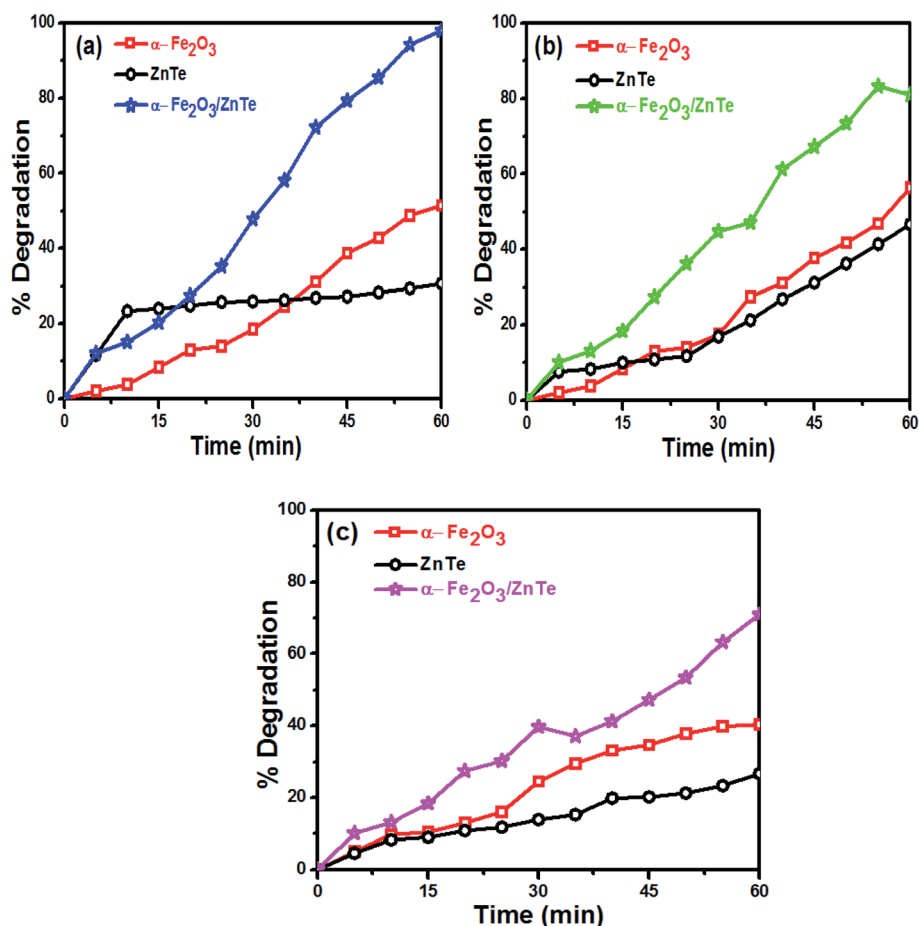 (a)
α– Fe2O3
ZnTe
α– Fe2O3/ZnTe
% Degradation
100
80
60
40
20
0
0 15 30 45 60
Time (min)
(b)
α– Fe2O3
ZnTe
α– Fe2O3/ZnTe
% Degradation
100
80
60
40
20
0
0 15 30 45 60
Time (min)
(c)
α– Fe2O3
ZnTe
α– Fe2O3/ZnTe
% Degradation
100
80
60
40
20
0
0 15 30 45 60
Time (min)